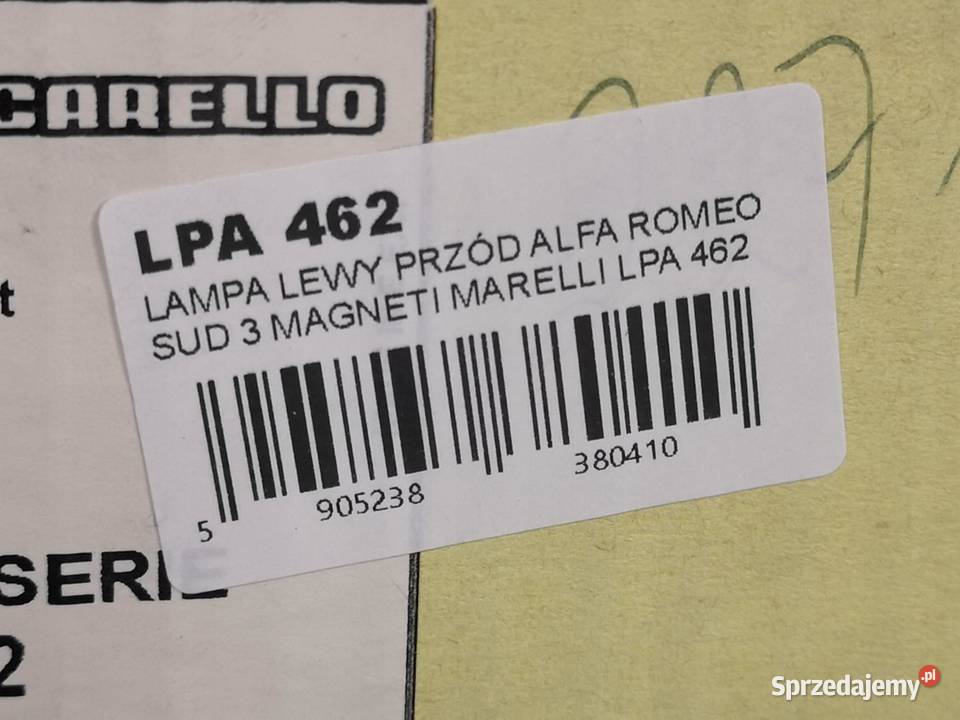 CARELLO
LPA 462
LAMPA LEWY PRZÓD ALFA ROMEO
SUD 3 MAGNETI MARELLI LPA 462
t
5 905238 380410
SERIE
2
Sprzedajemy.pl